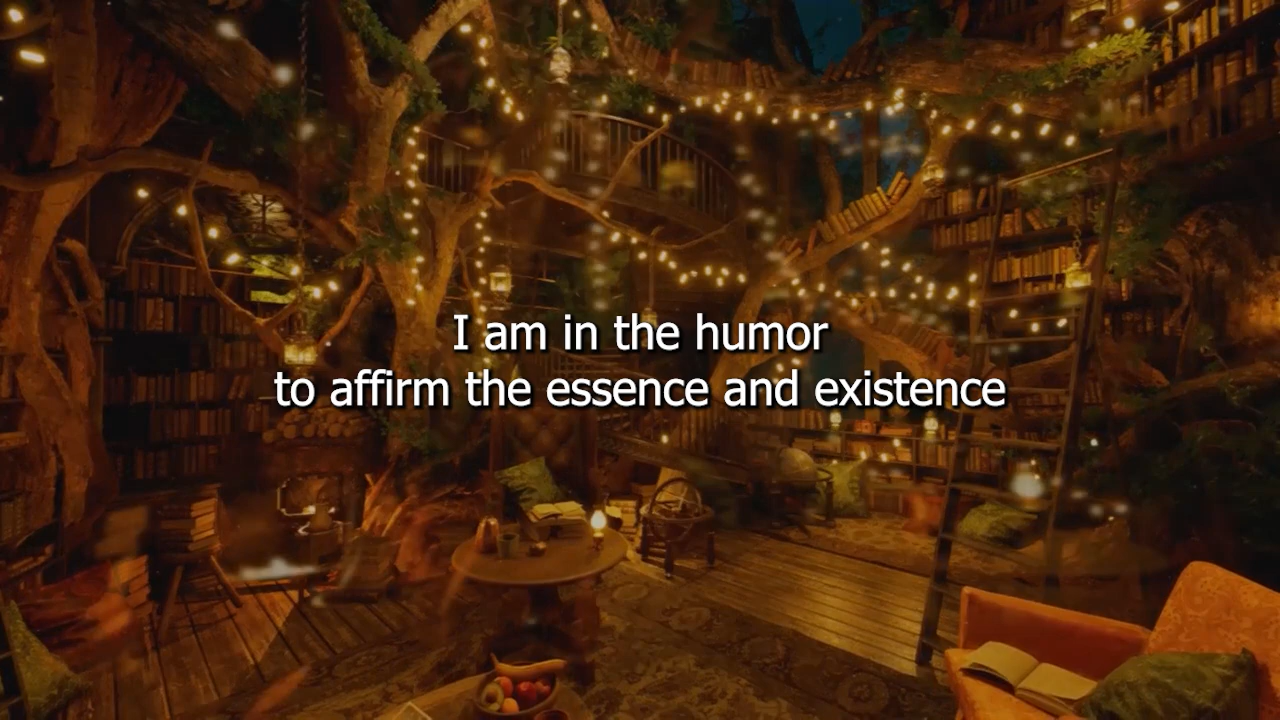 I am in the humor
to affirm the essence and existence